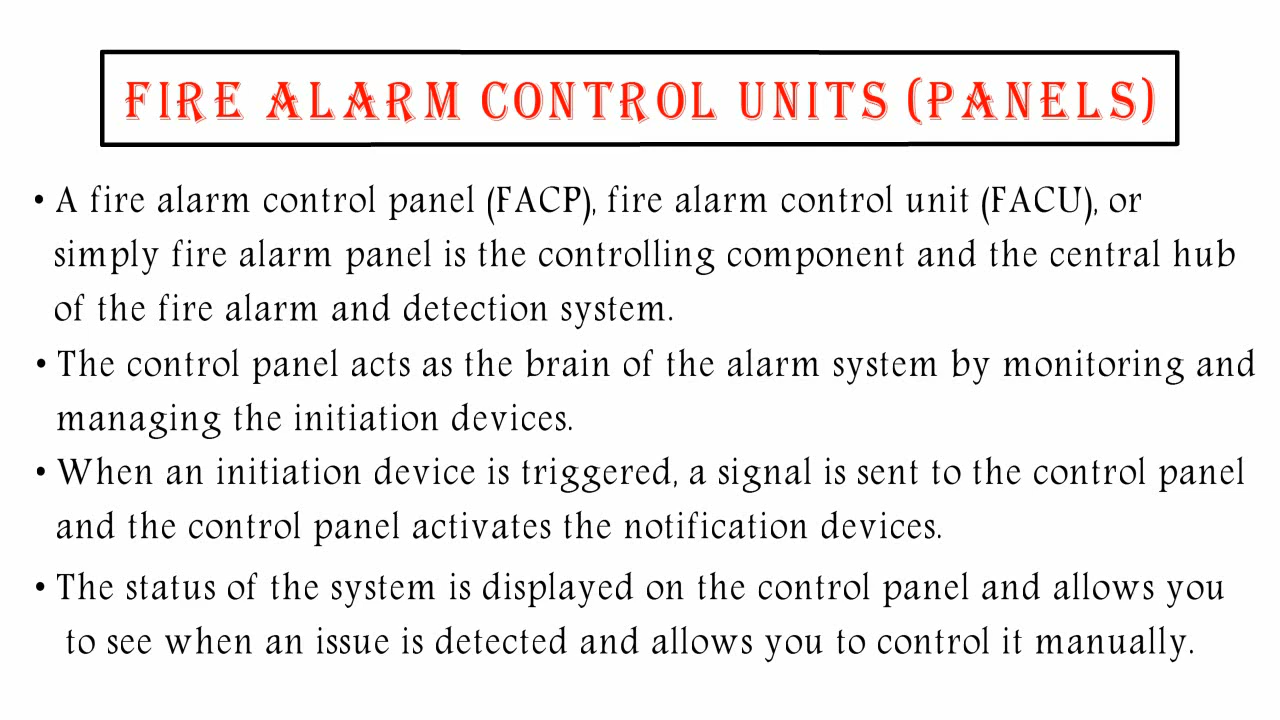 FIRE ALARM CONTROL UNITS (PANELS)
• A fire alarm control panel (FACP), fire alarm control unit (FACU), or
simply fire alarm panel is the controlling component and the central hub
of the fire alarm and detection system.
• The control panel acts as the brain of the alarm system by monitoring and
managing the initiation devices.
• When an initiation device is triggered, a signal is sent to the control panel
and the control panel activates the notification devices.
• The status of the system is displayed on the control panel and allows you
to see when an issue is detected and allows you to control it manually.